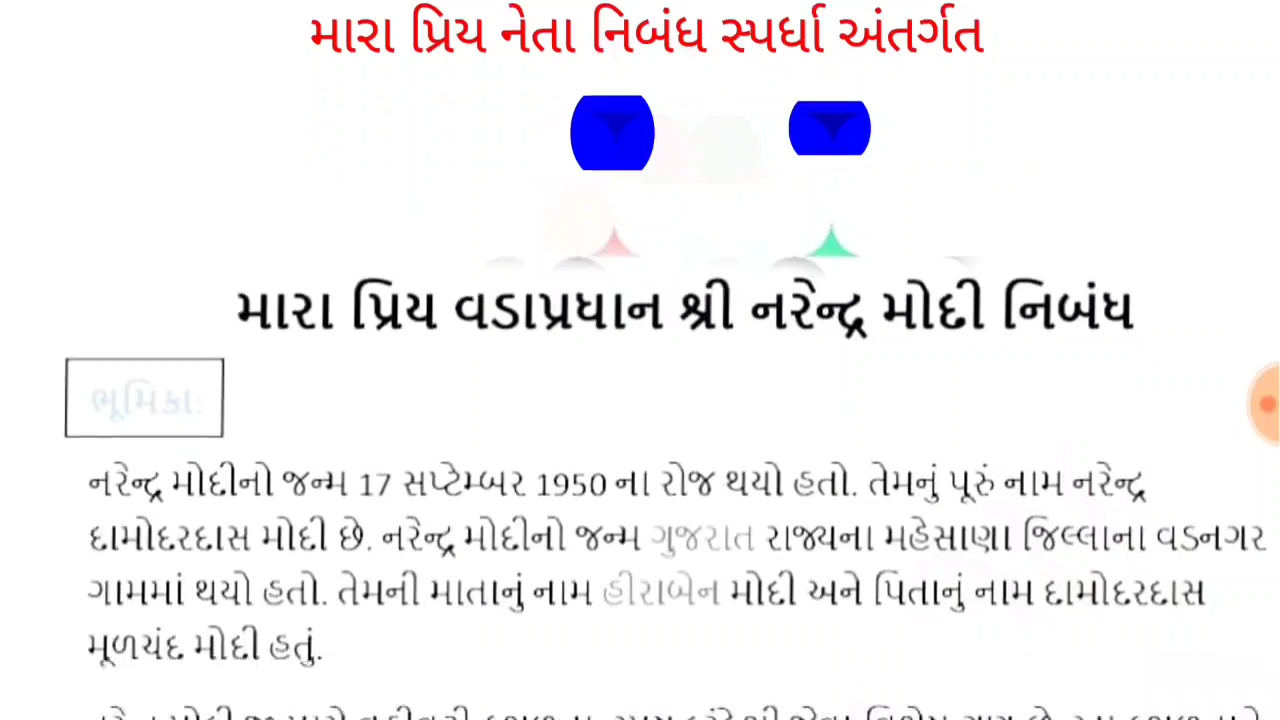 મારા પ્રિય નેતા નિબંધ સ્પર્ધા અંતર્ગત
મારા પ્રિય વડાપ્રધાન શ્રી નરેન્દ્ર મોદી નિબંધ
ભૂમિકા:
નરેન્દ્ર મોદીનો જન્મ 17 સપ્ટેમ્બર 1950 ના રોજ થયો હતો. તેમનું પૂરું નામ નરેન્દ્ર
દામોદરદાસ મોદી છે. નરેન્દ્ર મોદીનો જન્મ ગુજરાત રાજ્યના મહેસાણા જિલ્લાના વડનગર
ગામમાં થયો હતો. તેમની માતાનું નામ હીરાબેન મોદી અને પિતાનું નામ દામોદરદાસ
મૂળચંદ મોદી હતું.